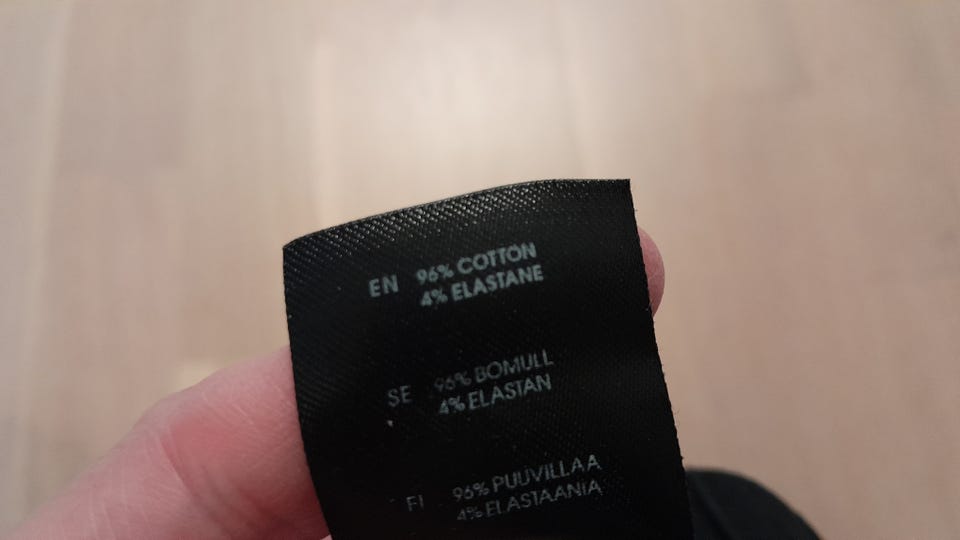 EN 96% COTTON
4% ELASTANE
SE 96% BOMULL
4% ELASTAN
FI 96% PUUVILLAA
4% ELASTAANIA